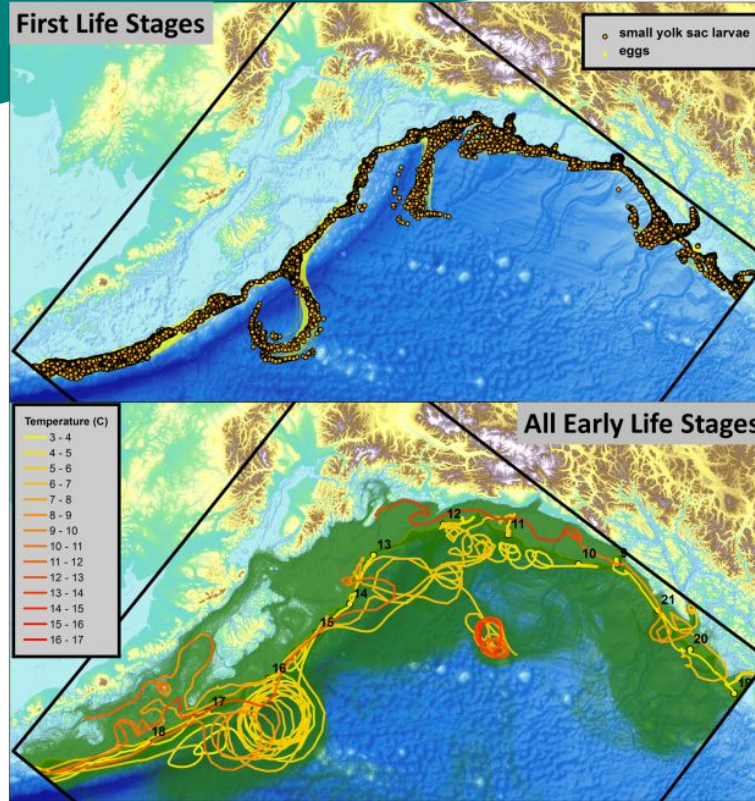 First Life Stages
small yolk sac larvae
eggs
All Early Life Stages
Temperature (C)
3 - 4
4 - 5
5 - 6
6 - 7
7 - 8
8 - 9
9 - 10
10 - 11
11 - 12
12 - 13
13 - 14
14 - 15
15 - 16
16 - 17
12
11
13
10
9
14
15
21
20
16
19
17
18